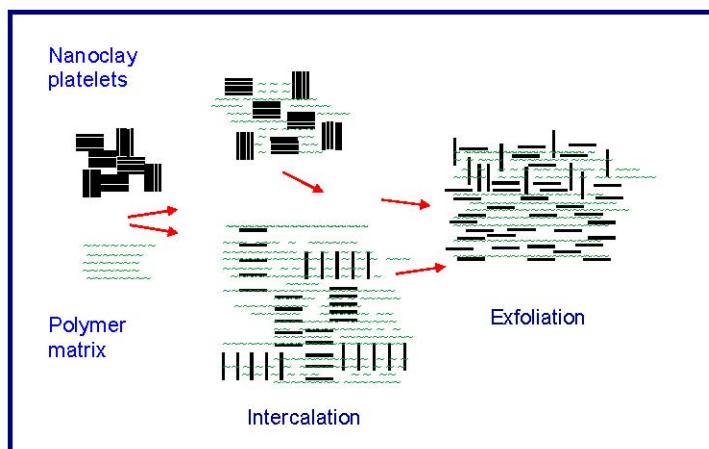 Nanoclay
platelets
Polymer
matrix
Intercalation
Exfoliation